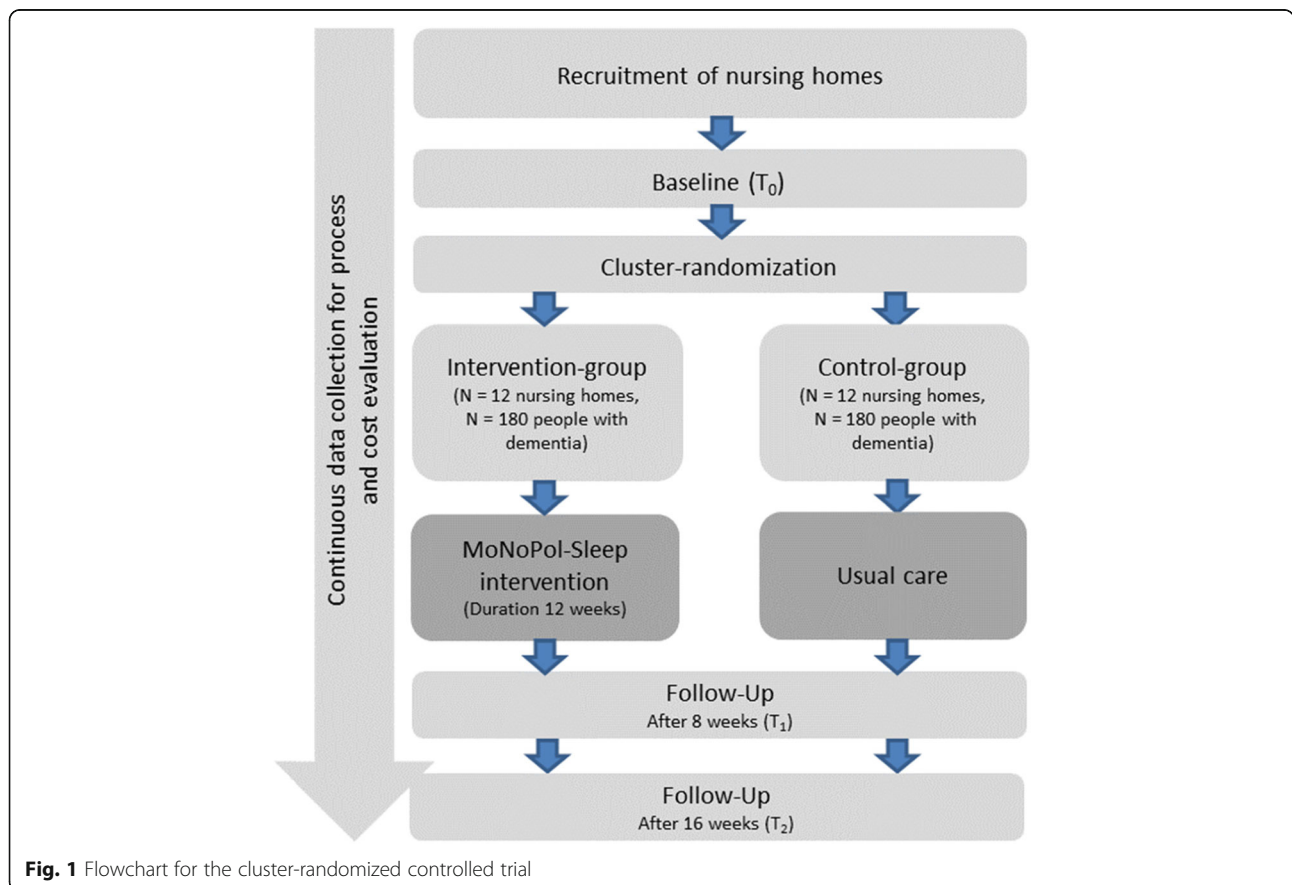 Continuous data collection for process
and cost evaluation
Recruitment of nursing homes
Baseline (T₀)
Cluster-randomization
Intervention-group
(N = 12 nursing homes,
N = 180 people with
dementia)
Control-group
(N = 12 nursing homes,
N = 180 people with
dementia)
MoNoPol-Sleep
intervention
(Duration 12 weeks)
Usual care
Follow-Up
After 8 weeks (T₁)
Follow-Up
After 16 weeks (T₂)
Fig. 1 Flowchart for the cluster-randomized controlled trial